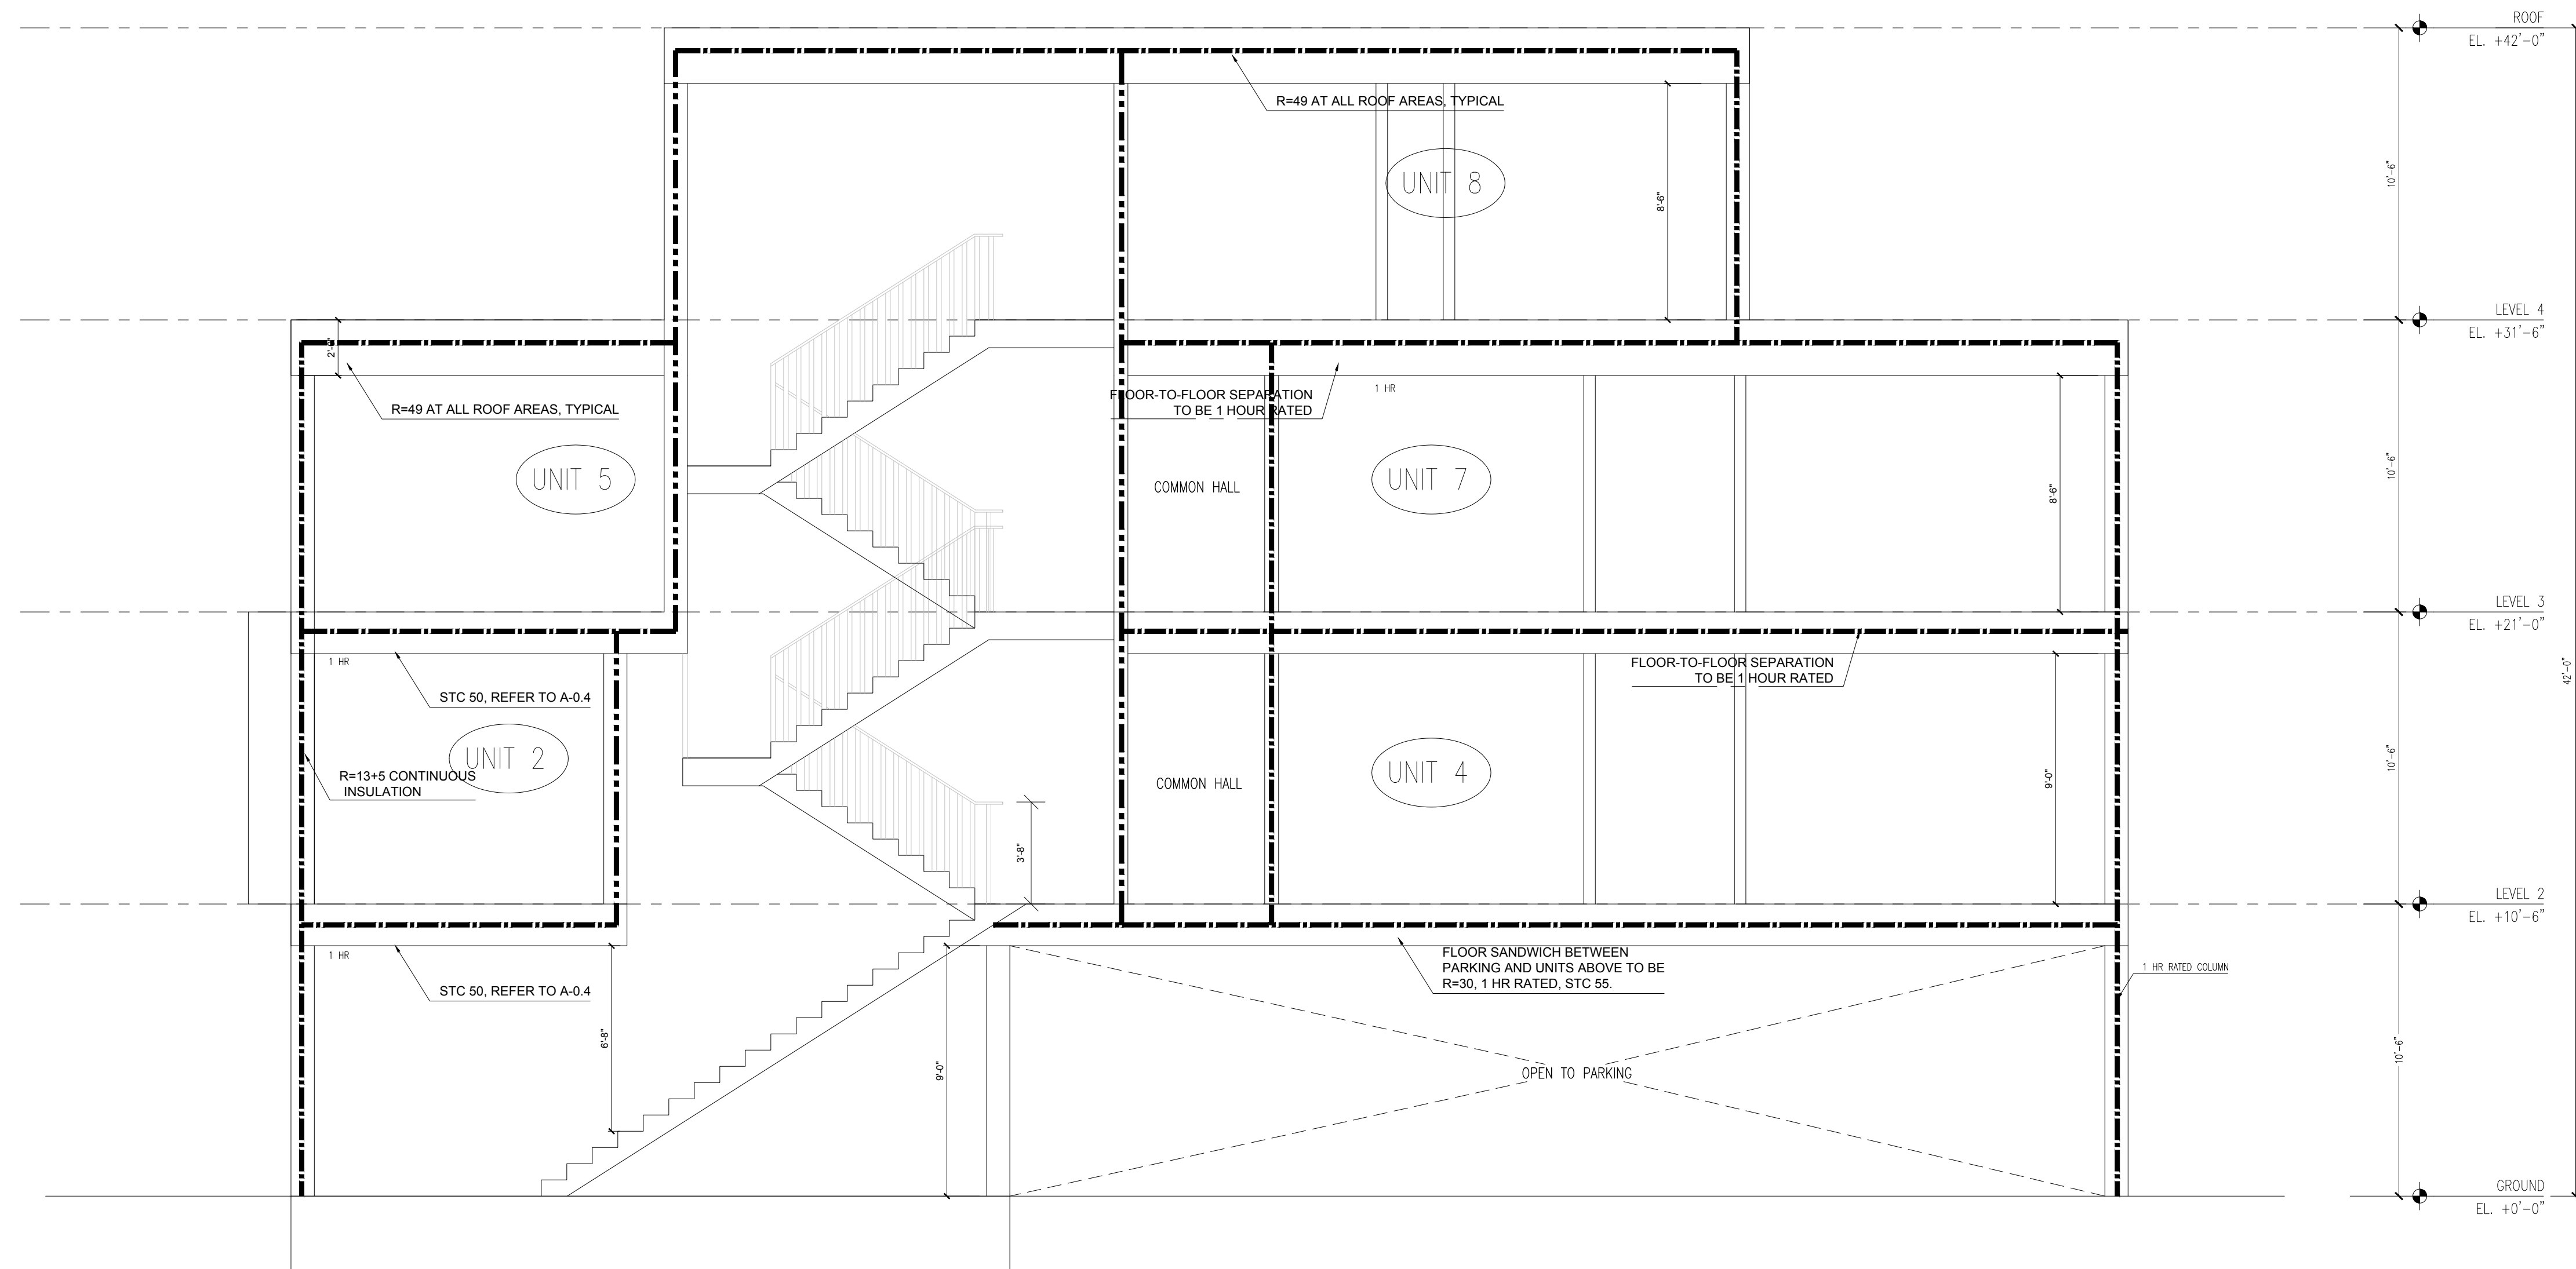 ROOF
EL. +42'-0"
R=49 AT ALL ROOF AREAS, TYPICAL
UNIT 8
8'-6"
10'-6"
LEVEL 4
EL. +31'-6"
2'-0"
R=49 AT ALL ROOF AREAS, TYPICAL
FLOOR-TO-FLOOR SEPARATION
TO BE 1 HOUR RATED
1 HR
UNIT 5
COMMON HALL
UNIT 7
8'-6"
10'-6"
LEVEL 3
EL. +21'-0"
1 HR
STC 50, REFER TO A-0.4
FLOOR-TO-FLOOR SEPARATION
TO BE 1 HOUR RATED
42'-0"
UNIT 2
R=13+5 CONTINUOUS
INSULATION
COMMON HALL
UNIT 4
9'-0"
10'-6"
3'-8"
LEVEL 2
EL. +10'-6"
1 HR
STC 50, REFER TO A-0.4
FLOOR SANDWICH BETWEEN
PARKING AND UNITS ABOVE TO BE
R=30, 1 HR RATED, STC 55.
1 HR RATED COLUMN
6'-8"
9'-0"
OPEN TO PARKING
10'-6"
GROUND
EL. +0'-0"